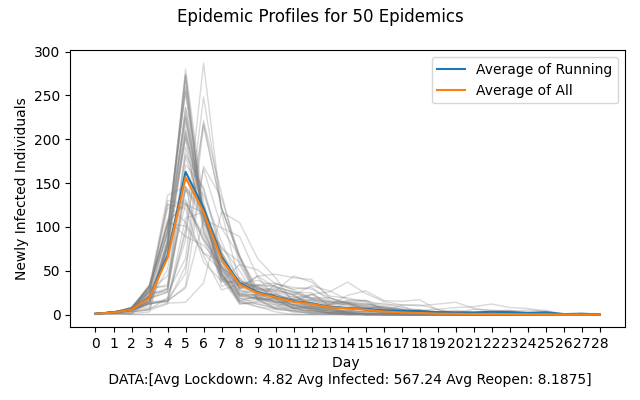 Epidemic Profiles for 50 Epidemics
Newly Infected Individuals
300
250
200
150
100
50
0
Average of Running
Average of All
0 1 2 3 4 5 6 7 8 9 10 11 12 13 14 15 16 17 18 19 20 21 22 23 24 25 26 27 28
Day
DATA:[Avg Lockdown: 4.82 Avg Infected: 567.24 Avg Reopen: 8.1875]